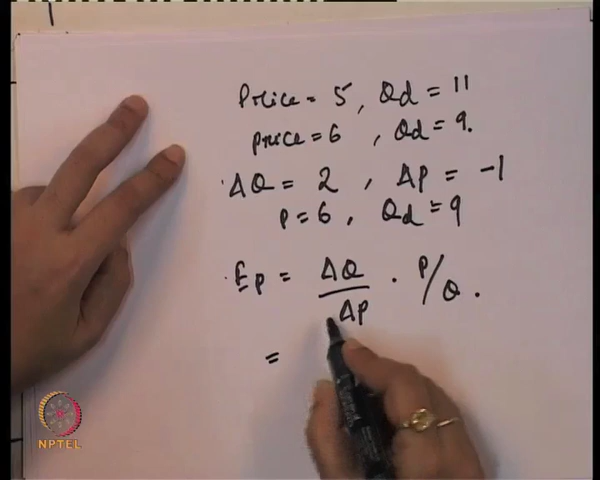 Price = 5, Qd = 11
price = 6, Qd = 9.
ΔQ = 2, ΔP = -1
P = 6, Qd = 9
Ep = ΔQ/ΔP . P/Q.
=
NPTEL